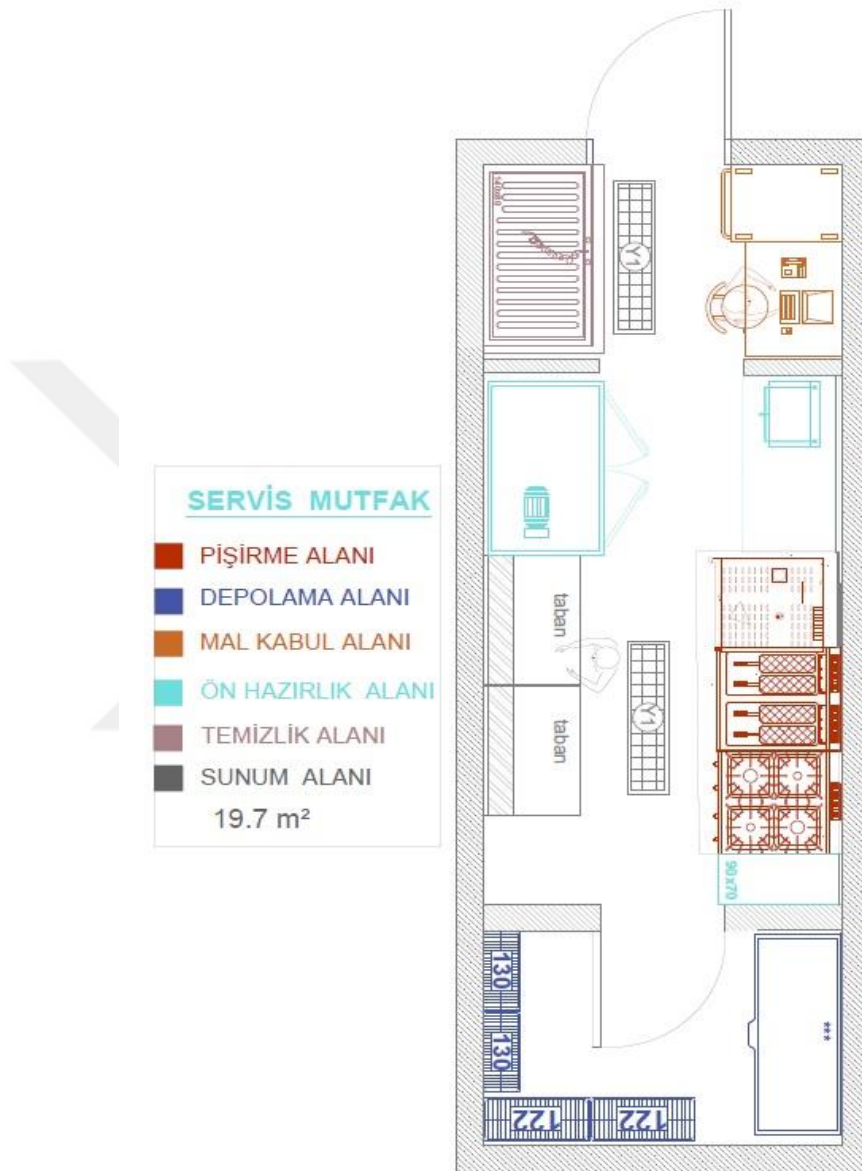 SERVİS MUTFAK
PİŞİRME ALANI
DEPOLAMA ALANI
MAL KABUL ALANI
ÖN HAZIRLIK ALANI
TEMİZLİK ALANI
SUNUM ALANI
19.7 m²
Y1
taban
Y1
taban
90x70
130
130
122
122
***